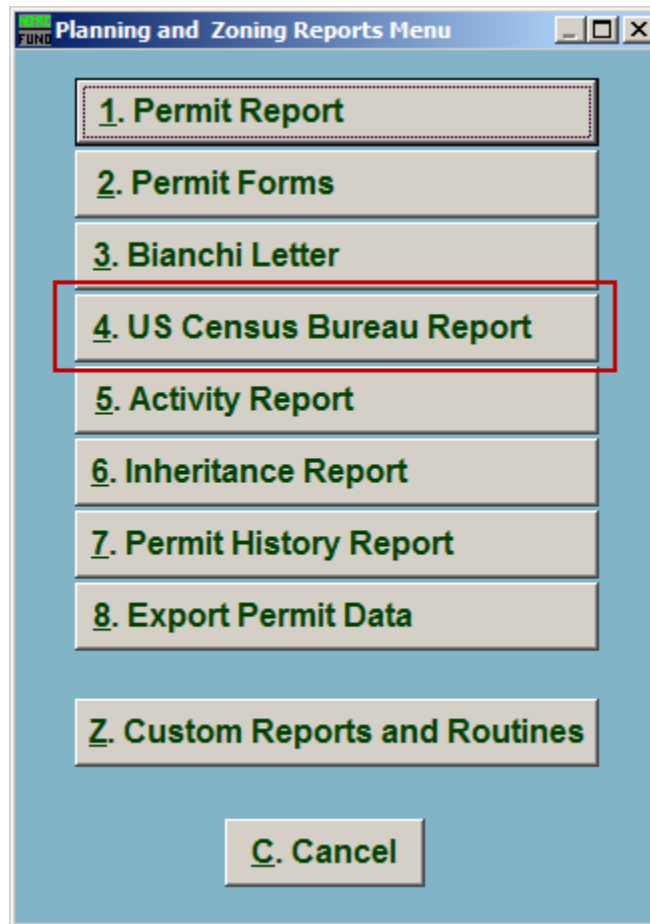 FUND Planning and Zoning Reports Menu
1. Permit Report
2. Permit Forms
3. Bianchi Letter
4. US Census Bureau Report
5. Activity Report
6. Inheritance Report
7. Permit History Report
8. Export Permit Data
Z. Custom Reports and Routines
C. Cancel